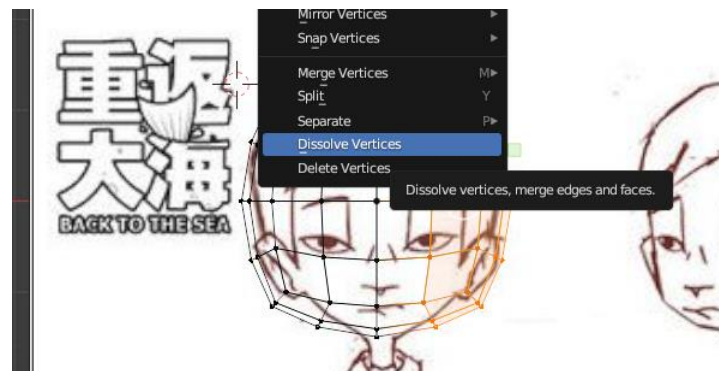 重返
大海
BACK TO THE SEA
Mirror Vertices
Snap Vertices
Merge Vertices M
Split Y
Separate P
Dissolve Vertices
Delete Vertices
Dissolve vertices, merge edges and faces.